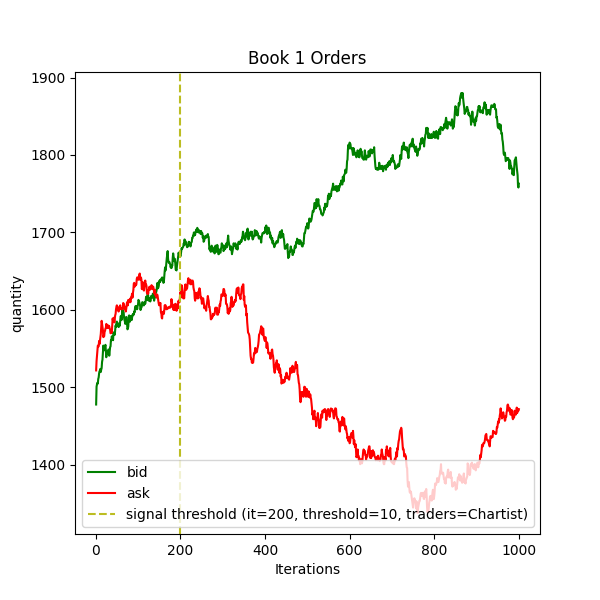 Book 1 Orders
1900
1800
1700
1600
1500
1400
quantity
bid
ask
signal threshold (it=200, threshold=10, traders=Chartist)
0
200
400
600
800
1000
Iterations